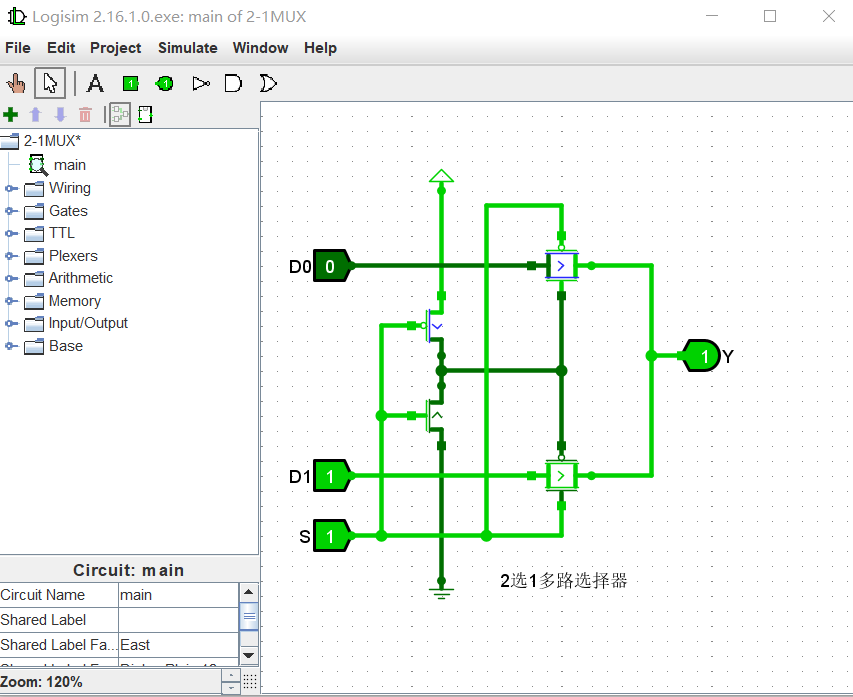 Logisim 2.16.1.0.exe: main of 2-1MUX
File Edit Project Simulate Window Help
A 1 1
2-1MUX*
main
Wiring
Gates
TTL
Plexers
Arithmetic
Memory
Input/Output
Base
D0 0
1 Y
D1 1
S 1
2选1多路选择器
Circuit: main
Circuit Name main
Shared Label
Shared Label Fa... East
Zoom: 120%